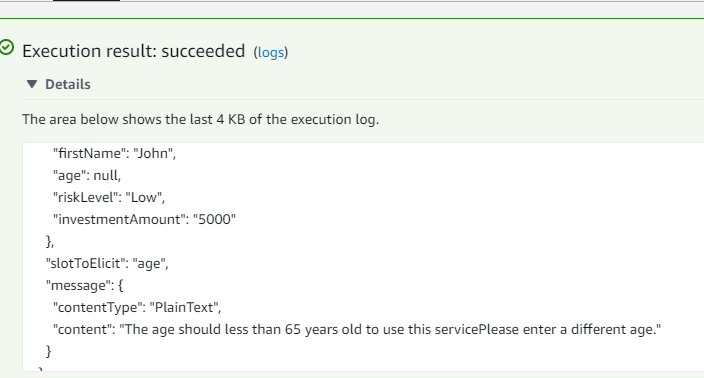 Execution result: succeeded (logs)
▼ Details
The area below shows the last 4 KB of the execution log.
"firstName": "John",
"age": null,
"riskLevel": "Low",
"investmentAmount": "5000"
},
"slotToElicit": "age",
"message": {
"contentType": "PlainText",
"content": "The age should less than 65 years old to use this servicePlease enter a different age."
}
}